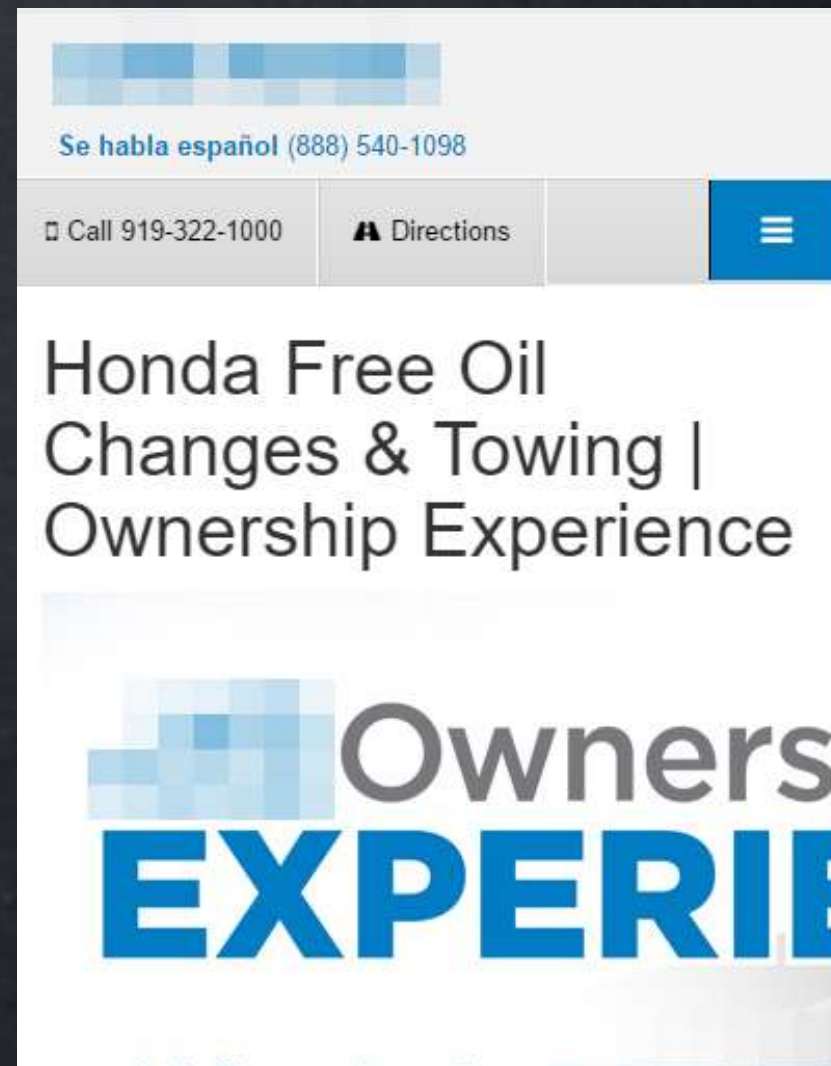 Se habla español (888) 540-1098
Call 919-322-1000
Directions
Honda Free Oil
Changes & Towing |
Ownership Experience
Owners
EXPERIE